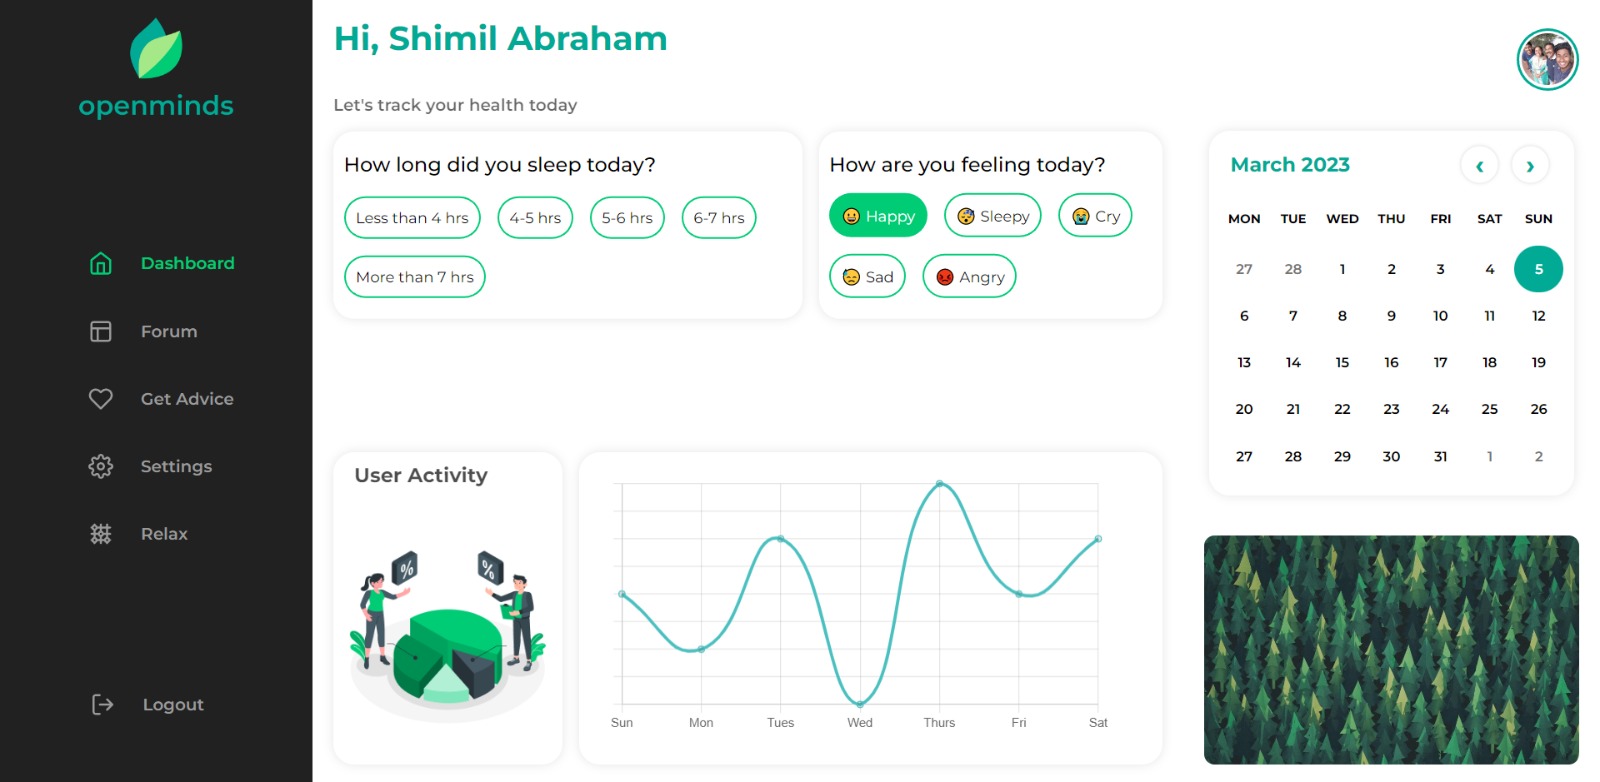 openminds
Dashboard
Forum
Get Advice
Settings
Relax
Logout
Hi, Shimil Abraham
Let's track your health today
How long did you sleep today?
Less than 4 hrs 4-5 hrs 5-6 hrs 6-7 hrs
More than 7 hrs
How are you feeling today?
😀 Happy 😴 Sleepy 😭 Cry
😓 Sad 😡 Angry
March 2023 ‹ ›
MON TUE WED THU FRI SAT SUN
27 28 1 2 3 4 5
6 7 8 9 10 11 12
13 14 15 16 17 18 19
20 21 22 23 24 25 26
27 28 29 30 31 1 2
User Activity
% %
Sun Mon Tues Wed Thurs Fri Sat